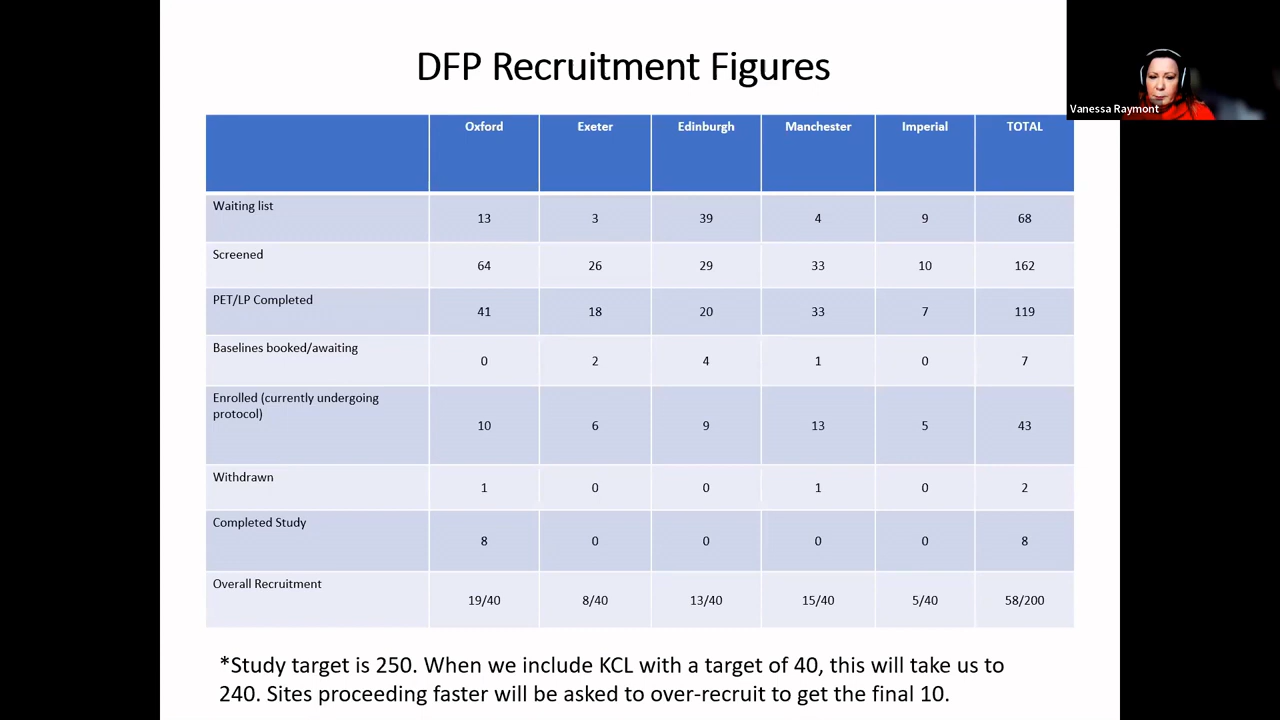 DFP Recruitment Figures
Vanessa Raymont
Oxford Exeter Edinburgh Manchester Imperial TOTAL
Waiting list 13 3 39 4 9 68
Screened 64 26 29 33 10 162
PET/LP Completed 41 18 20 33 7 119
Baselines booked/awaiting 0 2 4 1 0 7
Enrolled (currently undergoing
protocol) 10 6 9 13 5 43
Withdrawn 1 0 0 1 0 2
Completed Study 8 0 0 0 0 8
Overall Recruitment 19/40 8/40 13/40 15/40 5/40 58/200
*Study target is 250. When we include KCL with a target of 40, this will take us to
240. Sites proceeding faster will be asked to over-recruit to get the final 10.